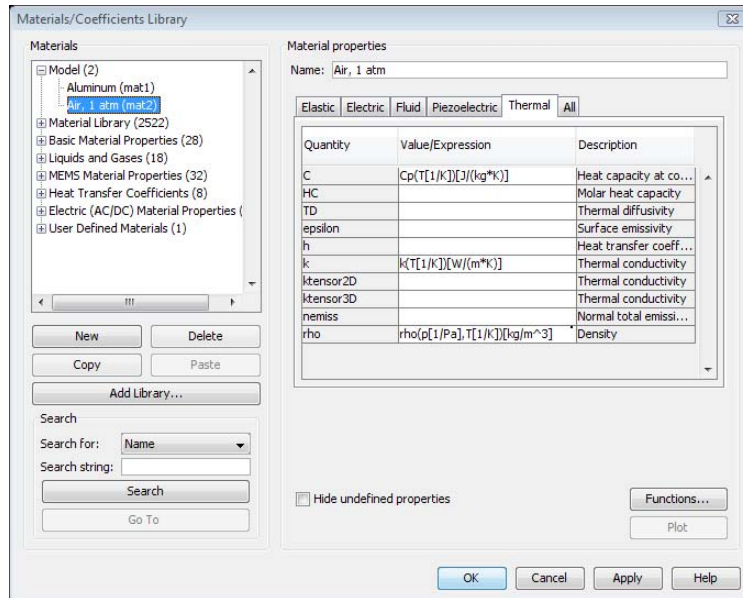 Materials/Coefficients Library
Materials
Model (2)
Aluminum (mat1)
Air, 1 atm (mat2)
Material Library (2522)
Basic Material Properties (28)
Liquids and Gases (18)
MEMS Material Properties (32)
Heat Transfer Coefficients (8)
Electric (AC/DC) Material Properties (
User Defined Materials (1)
New Delete
Copy Paste
Add Library...
Search
Search for: Name
Search string:
Search
Go To
Material properties
Name: Air, 1 atm
Elastic Electric Fluid Piezoelectric Thermal All
Quantity Value/Expression Description
C Cp(T[1/K])[J/(kg*K)] Heat capacity at co...
HC Molar heat capacity
TD Thermal diffusivity
epsilon Surface emissivity
h Heat transfer coeff...
k k(T[1/K])[W/(m*K)] Thermal conductivity
ktensor2D Thermal conductivity
ktensor3D Thermal conductivity
nemiss Normal total emissi...
rho rho(p[1/Pa],T[1/K])[kg/m^3] Density
Hide undefined properties
Functions...
Plot
OK Cancel Apply Help